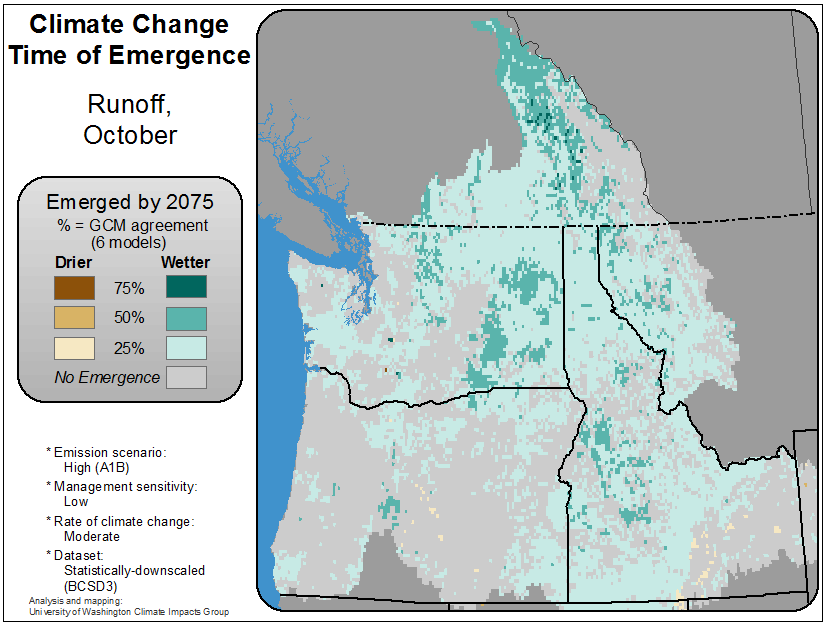 Climate Change
Time of Emergence
Runoff,
October
Emerged by 2075
% = GCM agreement
(6 models)
Drier Wetter
75%
50%
25%
No Emergence
* Emission scenario:
High (A1B)
* Management sensitivity:
Low
* Rate of climate change:
Moderate
* Dataset:
Statistically-downscaled
(BCSD3)
Analysis and mapping:
University of Washington Climate Impacts Group